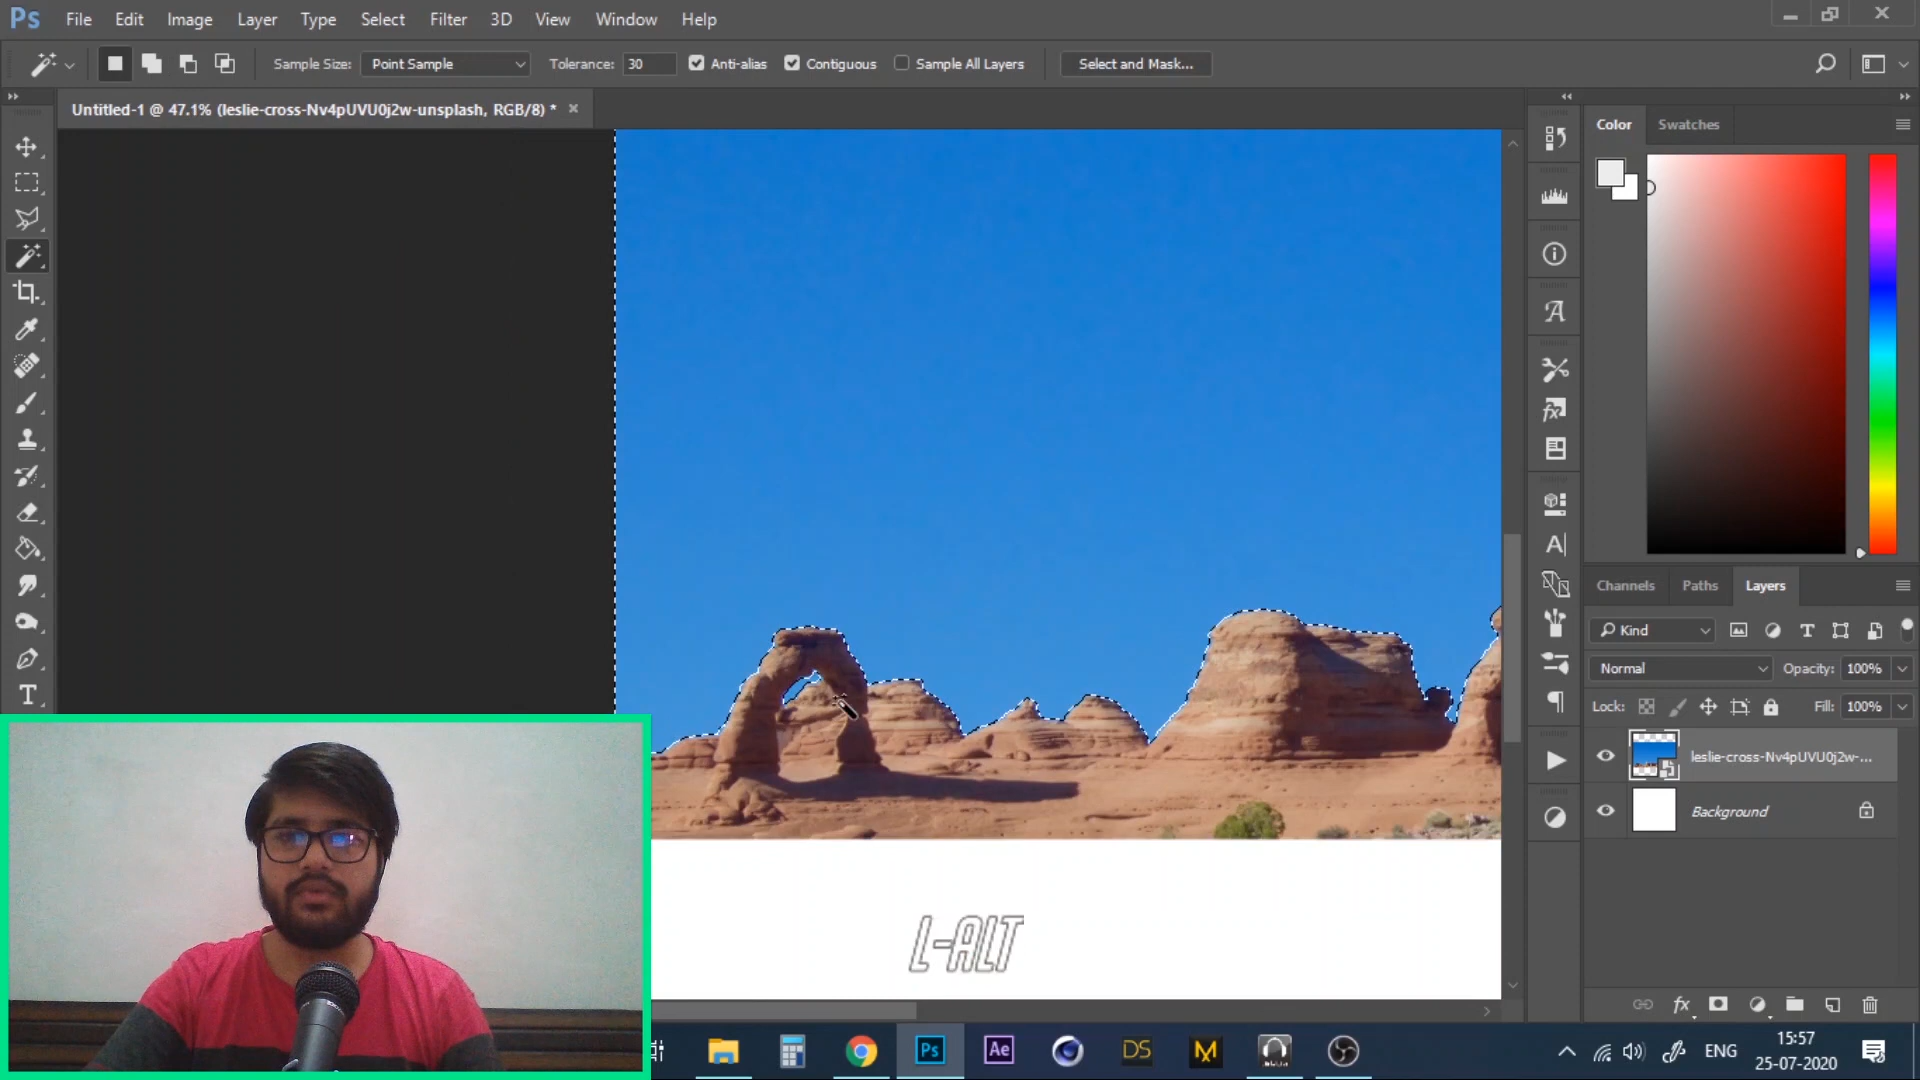 Ps File Edit Image Layer Type Select Filter 3D View Window Help
Sample Size: Point Sample Tolerance: 30 Anti-alias Contiguous Sample All Layers Select and Mask...
Untitled-1 @ 47.1% (leslie-cross-Nv4pUVU0j2w-unsplash, RGB/8) *
Color Swatches
Channels Paths Layers
Kind
Normal Opacity: 100%
Lock: Fill: 100%
leslie-cross-Nv4pUVU0j2w-...
Background
L-ALT
Ps Ae DS M ENG 15:57
25-07-2020